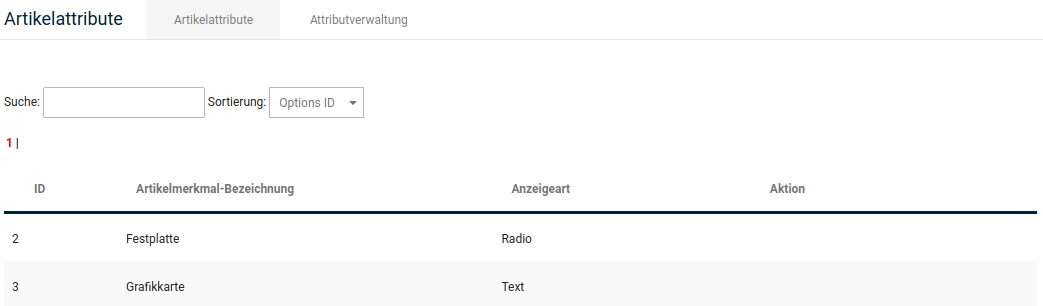 Artikelattribute Artikelattribute Attributverwaltung
Suche: Sortierung: Options ID
1 |
ID Artikelmerkmal-Bezeichnung Anzeigeart Aktion
2 Festplatte Radio
3 Grafikkarte Text